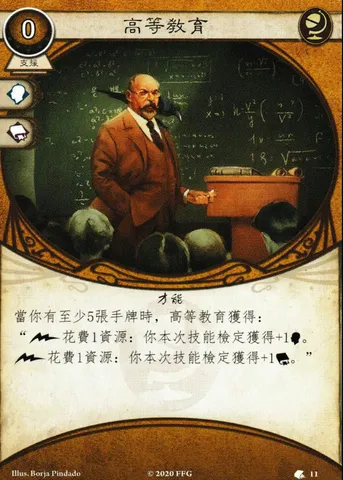 高等教育
0
支援
才能
當你有至少5張手牌時，高等教育獲得：
“ 花費1資源：你本次技能檢定獲得+1。
花費1資源：你本次技能檢定獲得+1。”
Illus. Borja Pindado
© 2020 FFG
11